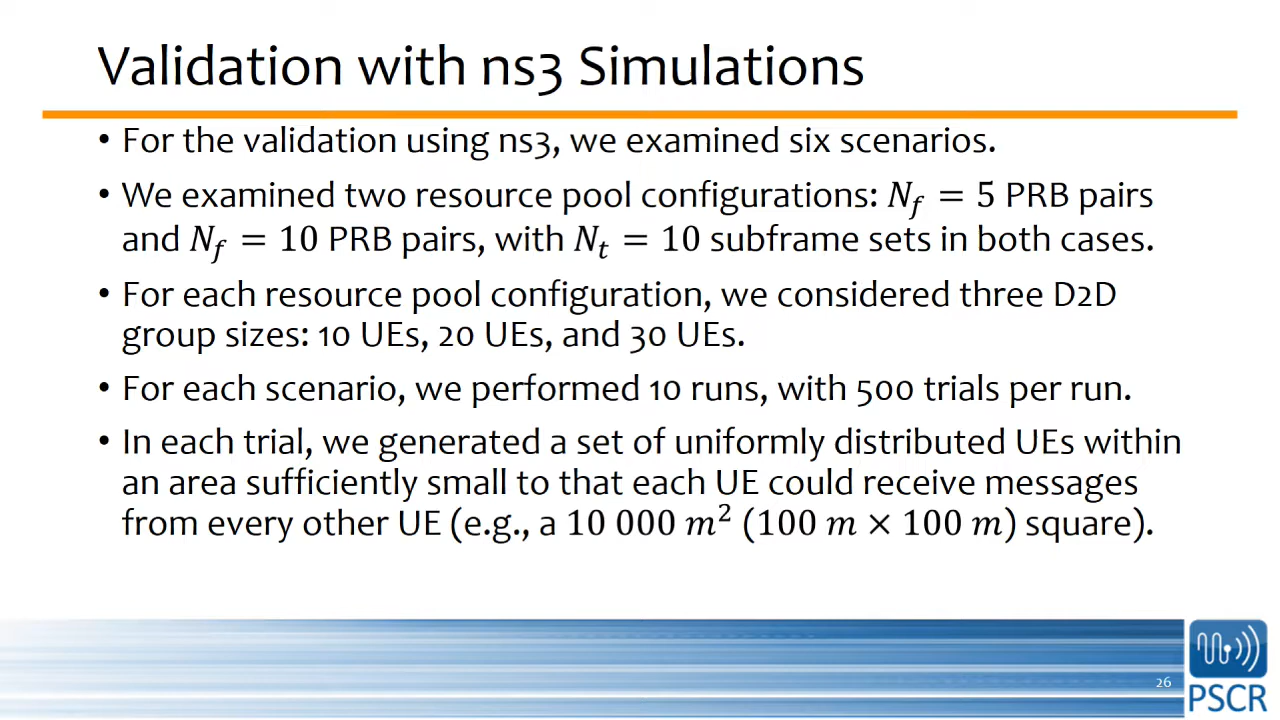 Validation with ns3 Simulations
• For the validation using ns3, we examined six scenarios.
• We examined two resource pool configurations: N_f = 5 PRB pairs
and N_f = 10 PRB pairs, with N_t = 10 subframe sets in both cases.
• For each resource pool configuration, we considered three D2D
group sizes: 10 UEs, 20 UEs, and 30 UEs.
• For each scenario, we performed 10 runs, with 500 trials per run.
• In each trial, we generated a set of uniformly distributed UEs within
an area sufficiently small to that each UE could receive messages
from every other UE (e.g., a 10 000 m² (100 m × 100 m) square).
26
PSCR